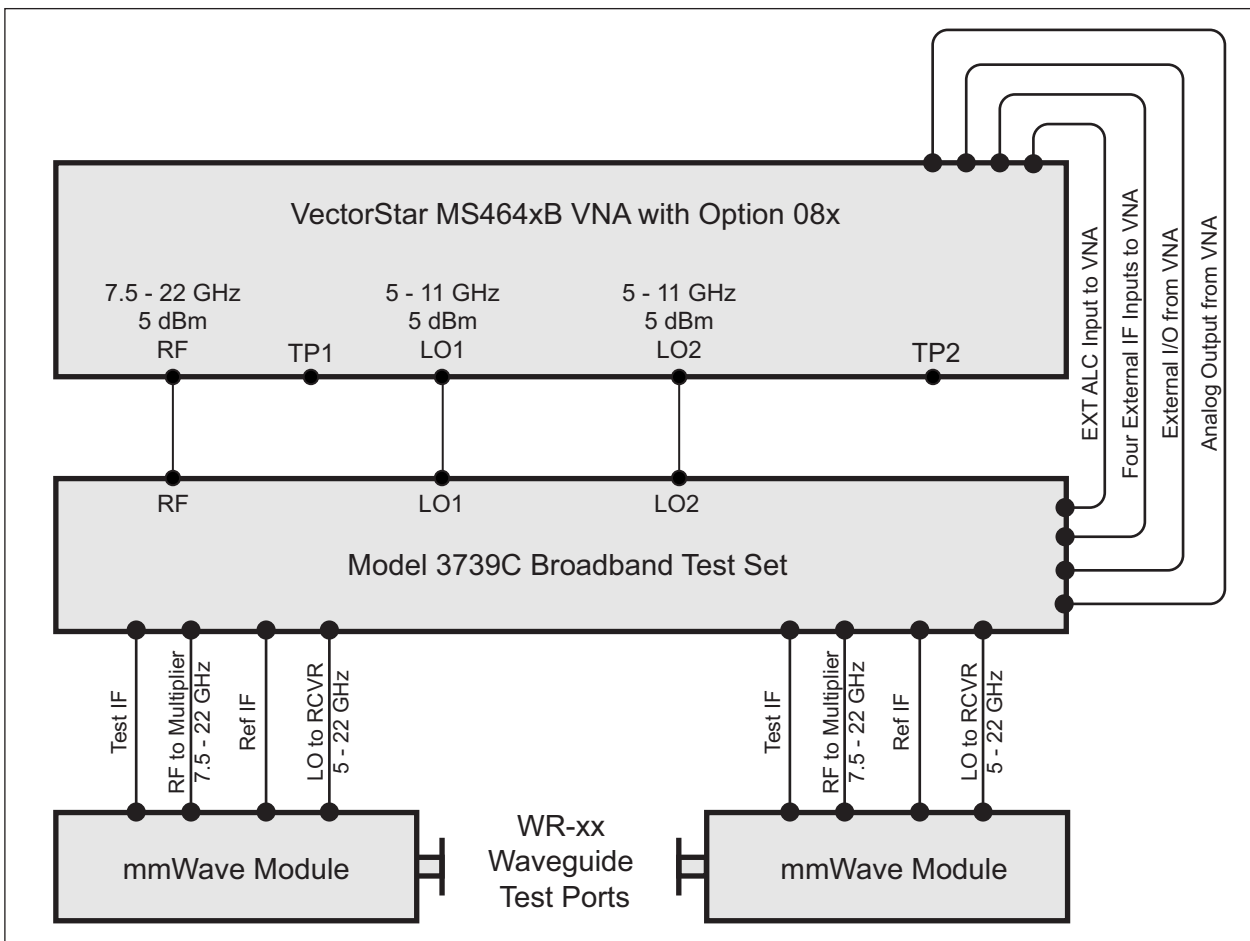 VectorStar MS464xB VNA with Option 08x
7.5 - 22 GHz
5 dBm
RF
TP1
5 - 11 GHz
5 dBm
LO1
5 - 11 GHz
5 dBm
LO2
TP2
EXT ALC Input to VNA
Four External IF Inputs to VNA
External I/O from VNA
Analog Output from VNA
RF
LO1
LO2
Model 3739C Broadband Test Set
Test IF
RF to Multiplier
7.5 - 22 GHz
Ref IF
LO to RCVR
5 - 22 GHz
Test IF
RF to Multiplier
7.5 - 22 GHz
Ref IF
LO to RCVR
5 - 22 GHz
mmWave Module
WR-xx
Waveguide
Test Ports
mmWave Module